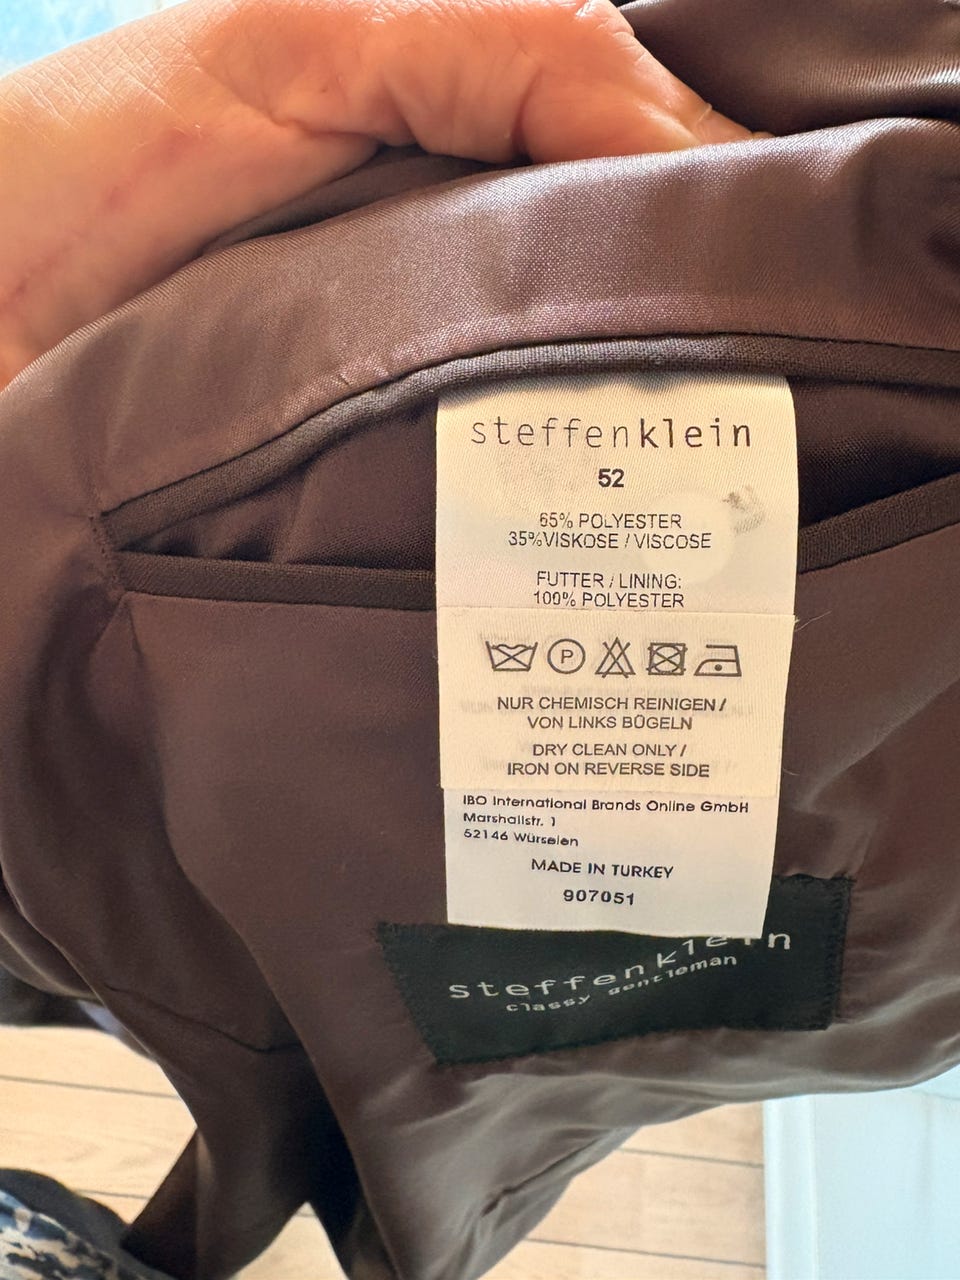 steffenklein
52
65% POLYESTER
35%VISKOSE / VISCOSE
FUTTER / LINING:
100% POLYESTER
P
NUR CHEMISCH REINIGEN /
VON LINKS BÜGELN
DRY CLEAN ONLY /
IRON ON REVERSE SIDE
IBO International Brands Online GmbH
Marshallstr. 1
52146 Würselen
MADE IN TURKEY
907051
steffenklein
classy gentleman